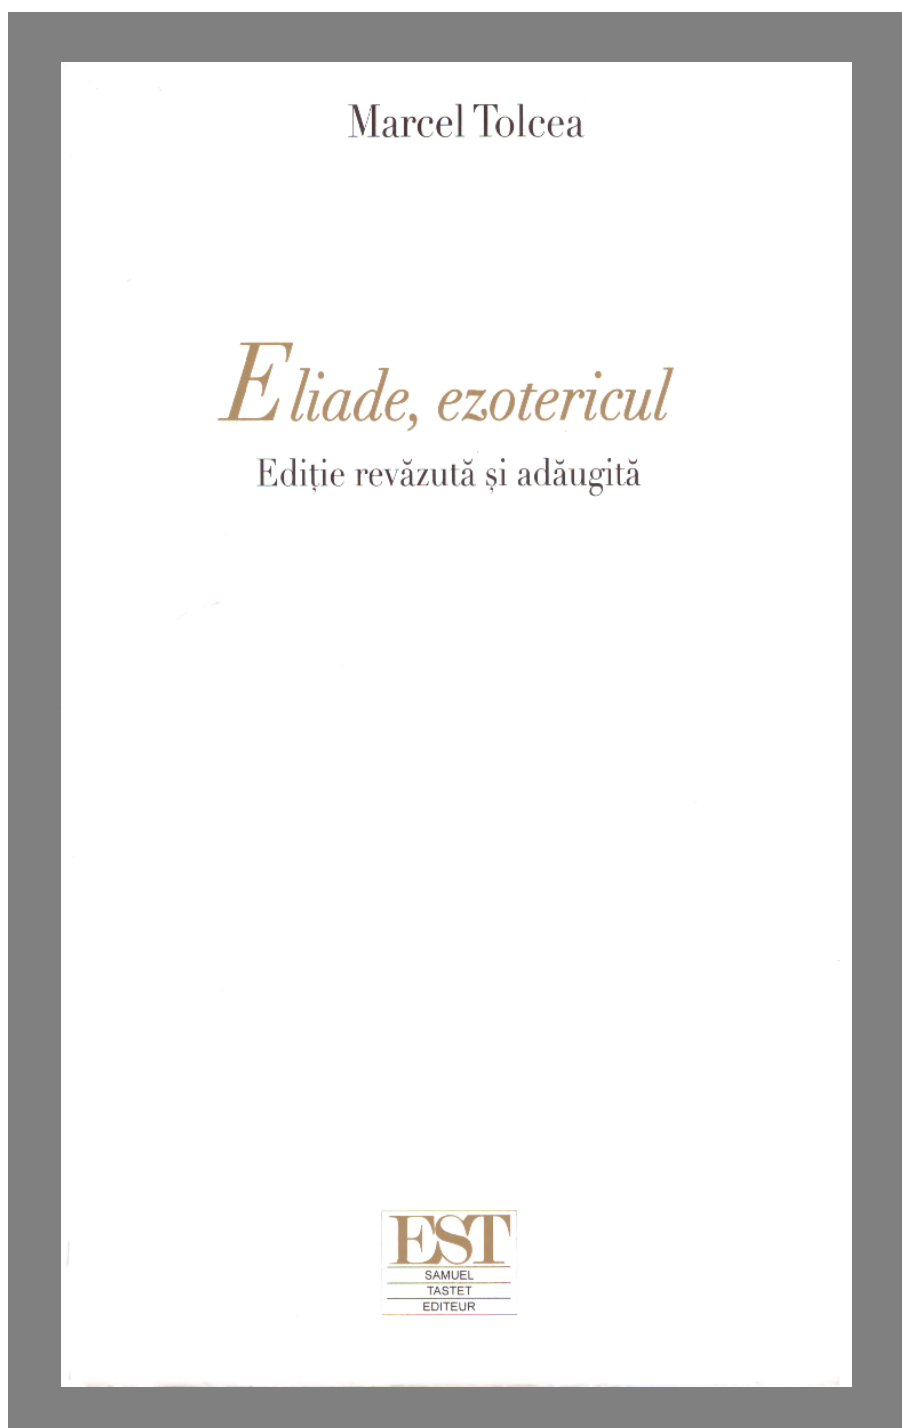 Marcel Tolcea
Eliade, ezotericul
Ediție revăzută și adăugită
EST
SAMUEL
TASTET
EDITEUR